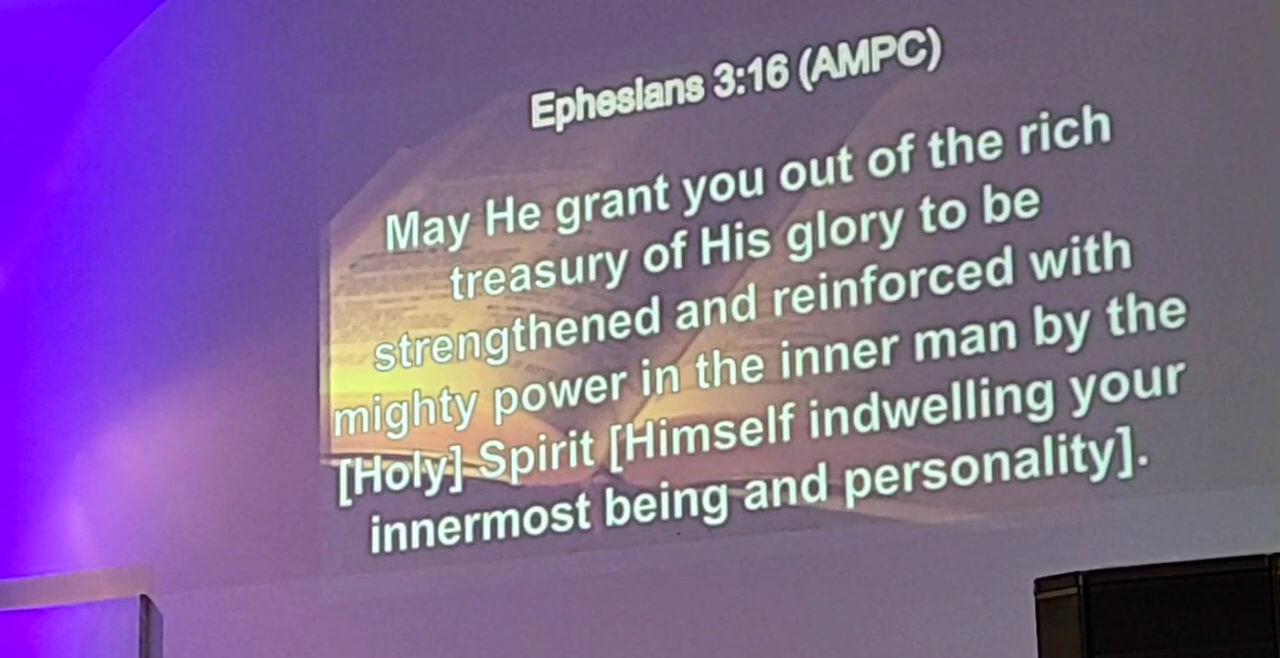 Ephesians 3:16 (AMPC)
May He grant you out of the rich
treasury of His glory to be
strengthened and reinforced with
mighty power in the inner man by the
[Holy] Spirit [Himself indwelling your
innermost being and personality].